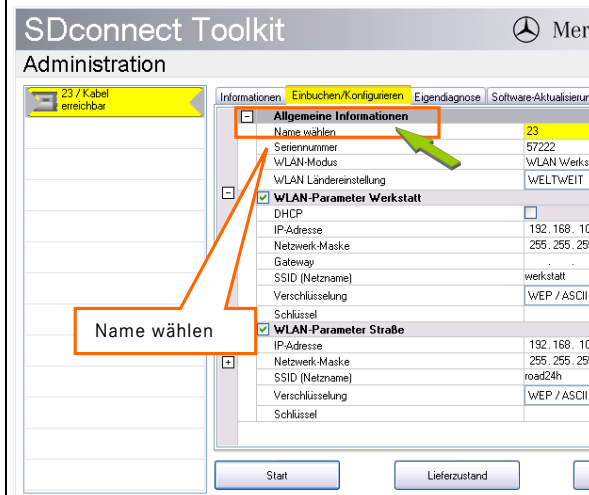 SDconnect Toolkit
Mer
Administration
23 / Kabel
erreichbar
Informationen Einbuchen/Konfigurieren Eigendiagnose Software-Aktualisierun
Allgemeine Informationen
Name wählen 23
Seriennummer 57222
WLAN-Modus WLAN Werks
WLAN Ländereinstellung WELTWEIT
WLAN-Parameter Werkstatt
DHCP
IP-Adresse 192. 168. 10
Netzwerk-Maske 255. 255. 255
Gateway . .
SSID (Netzname) werkstatt
Verschlüsselung WEP / ASCII
Schlüssel
Name wählen
WLAN-Parameter Straße
IP-Adresse 192. 168. 10
Netzwerk-Maske 255. 255. 25
SSID (Netzname) road24h
Verschlüsselung WEP / ASCII
Schlüssel
Start Lieferzustand